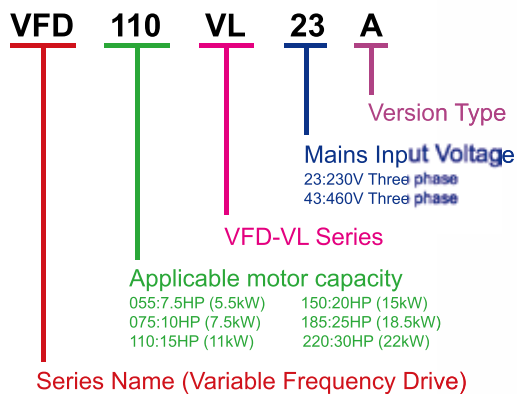 VFD 110 VL 23 A
Version Type
Mains Input Voltage
23:230V Three phase
43:460V Three phase
VFD-VL Series
Applicable motor capacity
055:7.5HP (5.5kW) 150:20HP (15kW)
075:10HP (7.5kW) 185:25HP (18.5kW)
110:15HP (11kW) 220:30HP (22kW)
Series Name (Variable Frequency Drive)